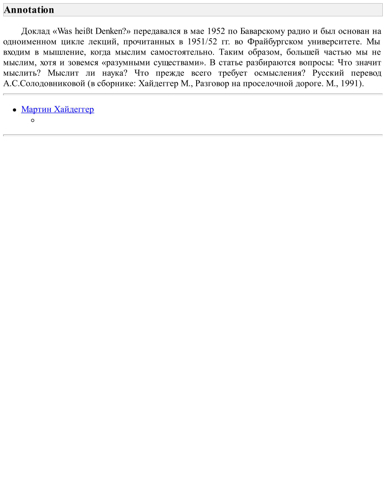 Annotation
Доклад «Was heißt Denken?» передавался в мае 1952 по Баварскому радио и был основан на
одноименном цикле лекций, прочитанных в 1951/52 гг. во Фрайбургском университете. Мы
входим в мышление, когда мыслим самостоятельно. Таким образом, большей частью мы не
мыслим, хотя и зовемся «разумными существами». В статье разбираются вопросы: Что значит
мыслить? Мыслит ли наука? Что прежде всего требует осмысления? Русский перевод
А.С.Солодовниковой (в сборнике: Хайдеггер М., Разговор на проселочной дороге. М., 1991).
Мартин Хайдеггер